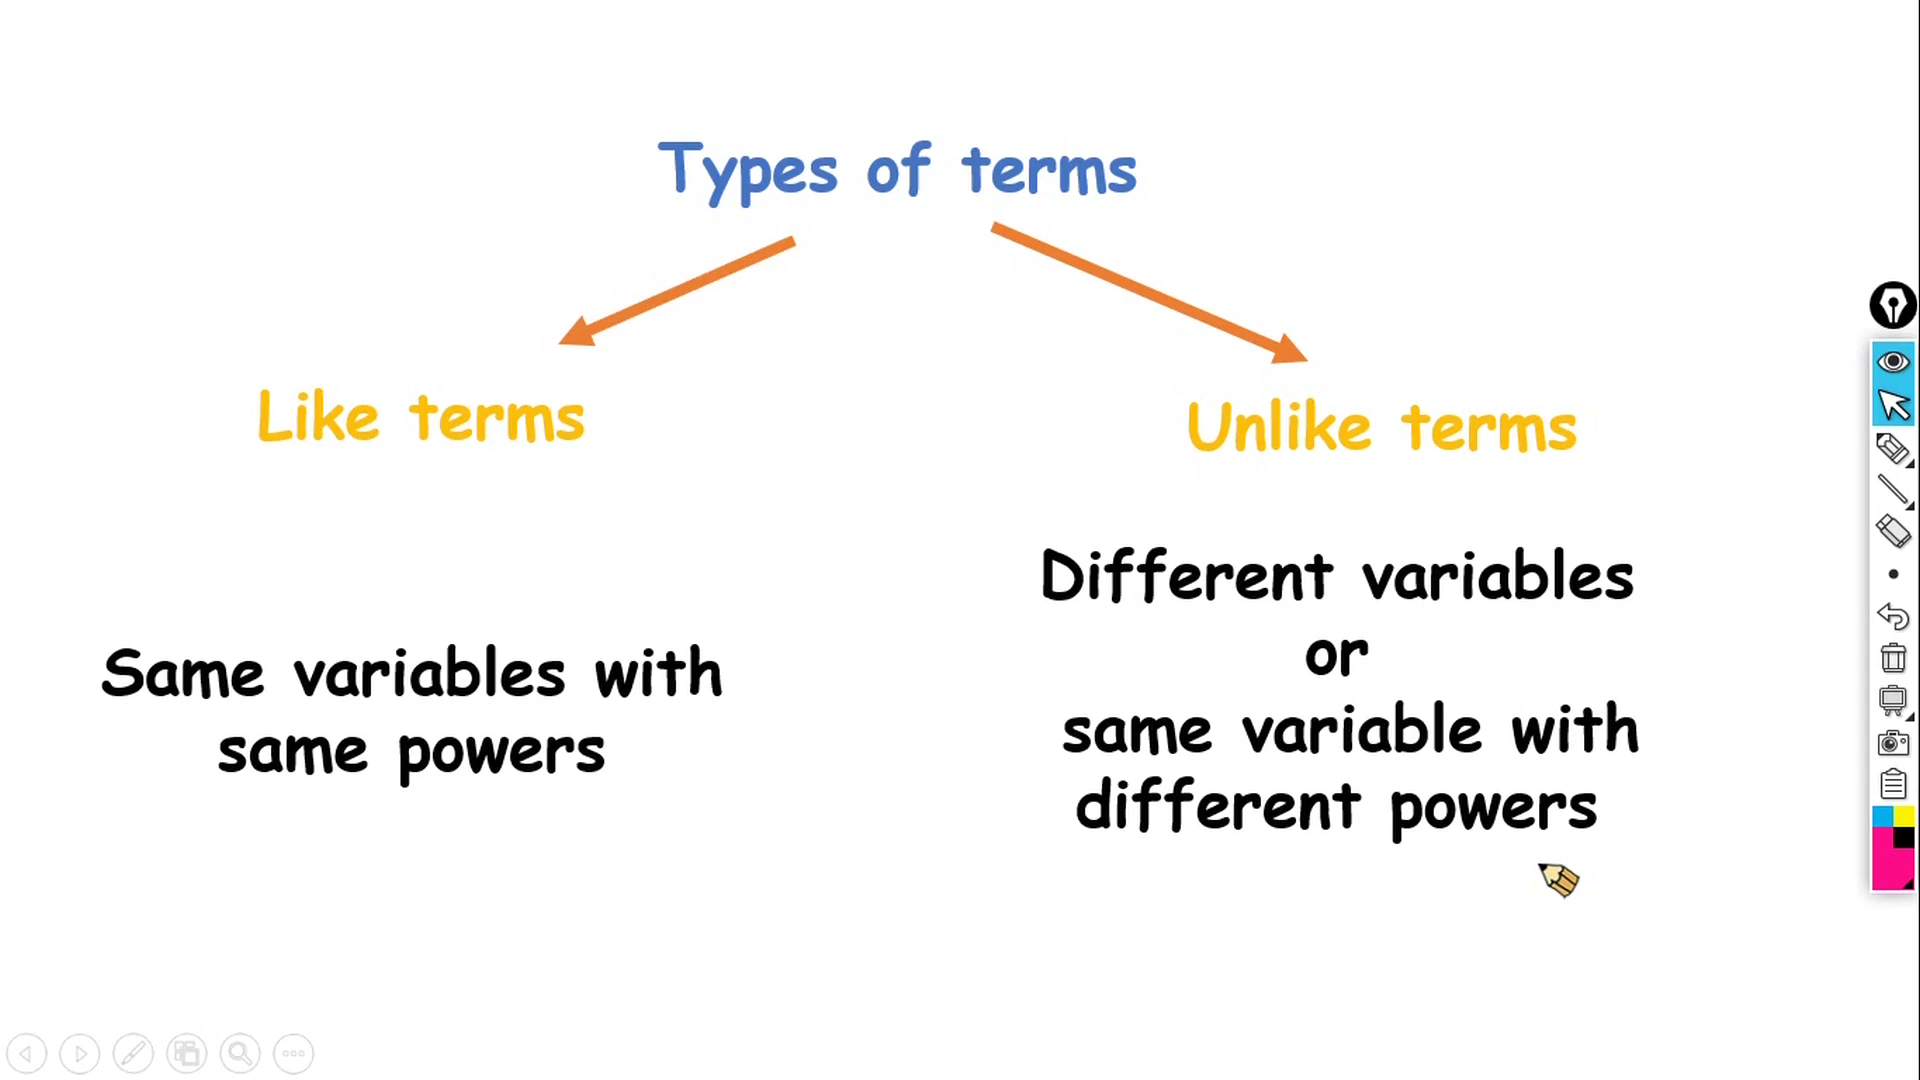 Types of terms
Like terms
Unlike terms
Same variables with
same powers
Different variables
or
same variable with
different powers